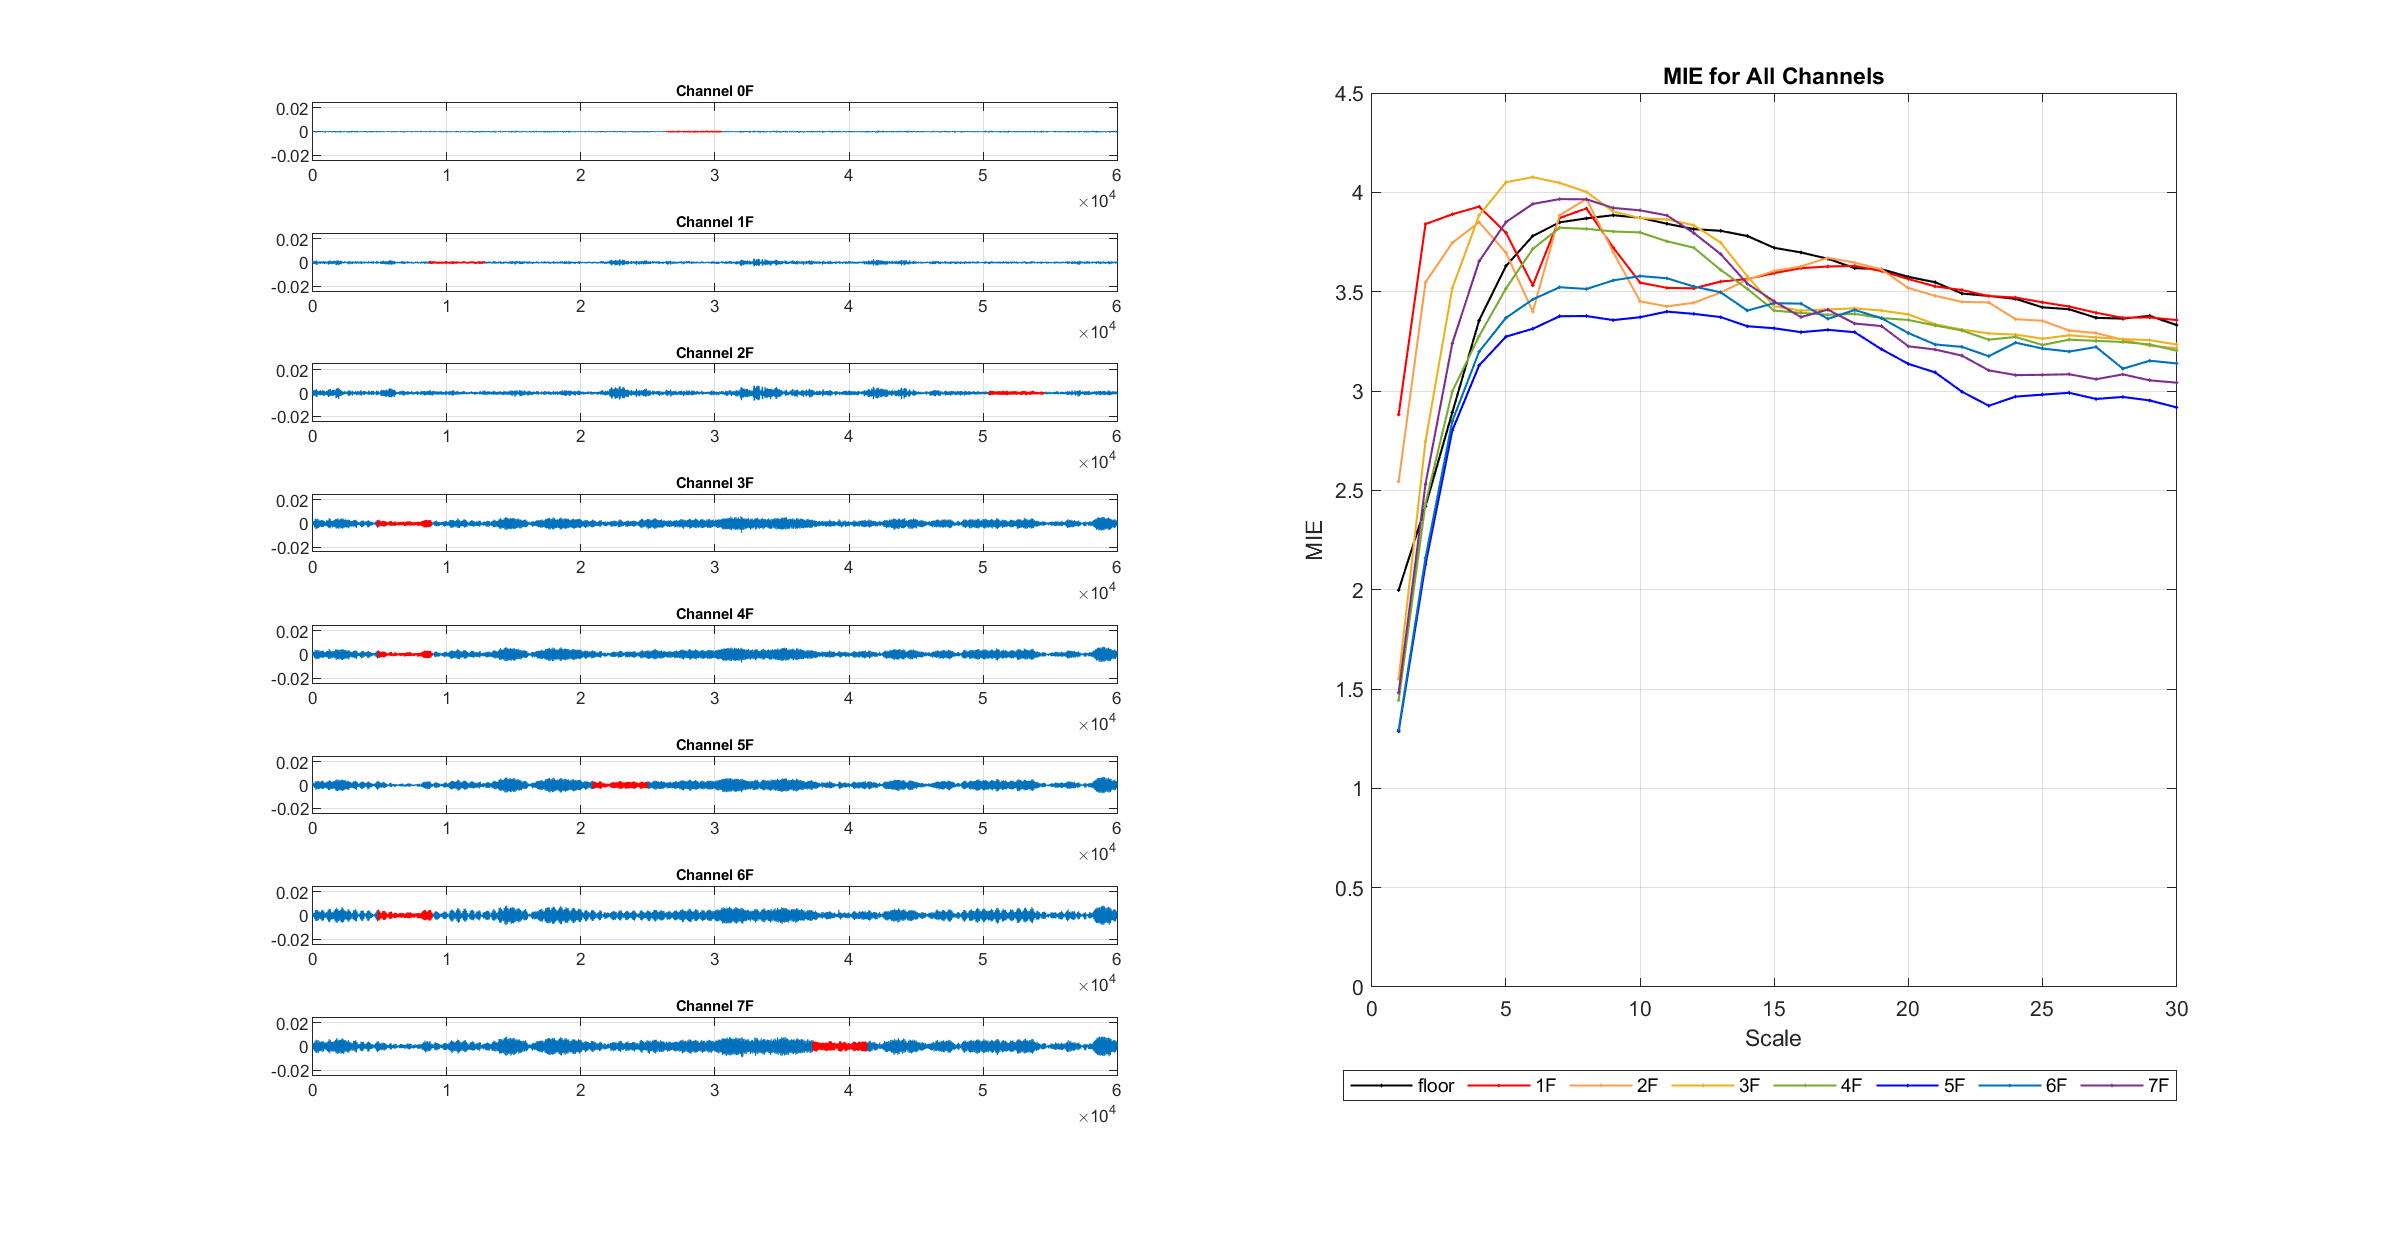 Channel 0F
0.02
0
-0.02
0 1 2 3 4 5 6
×10^4
Channel 1F
0.02
0
-0.02
0 1 2 3 4 5 6
×10^4
Channel 2F
0.02
0
-0.02
0 1 2 3 4 5 6
×10^4
Channel 3F
0.02
0
-0.02
0 1 2 3 4 5 6
×10^4
Channel 4F
0.02
0
-0.02
0 1 2 3 4 5 6
×10^4
Channel 5F
0.02
0
-0.02
0 1 2 3 4 5 6
×10^4
Channel 6F
0.02
0
-0.02
0 1 2 3 4 5 6
×10^4
Channel 7F
0.02
0
-0.02
0 1 2 3 4 5 6
×10^4
MIE for All Channels
4.5
4
3.5
3
2.5
2
1.5
1
0.5
0
MIE
0 5 10 15 20 25 30
Scale
floor 1F 2F 3F 4F 5F 6F 7F